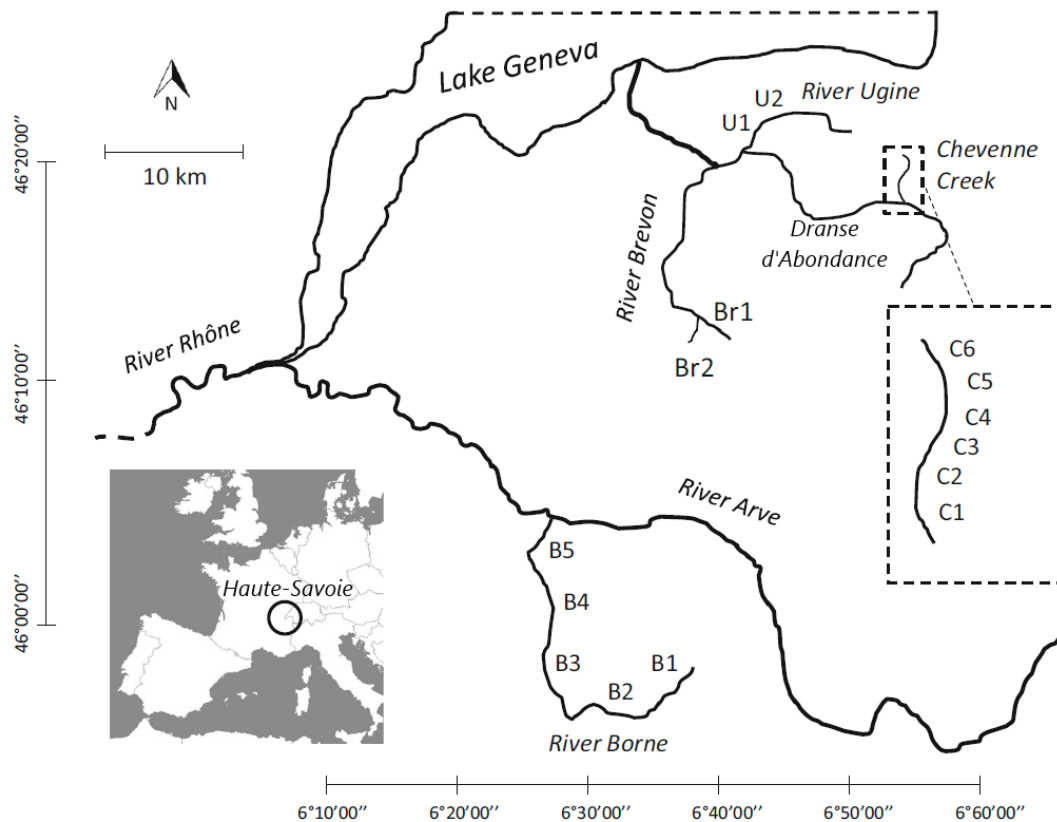 Lake Geneva
N
10 km
River Ugine
U2
U1
Chevenne
Creek
Dranse
d'Abondance
River Brevon
Br1
Br2
River Rhône
C6
C5
C4
C3
C2
C1
River Arve
Haute-Savoie
B5
B4
B3
B2
B1
River Borne
46°20'00''
46°10'00''
46°00'00''
6°10'00'' 6°20'00'' 6°30'00'' 6°40'00'' 6°50'00'' 6°60'00''